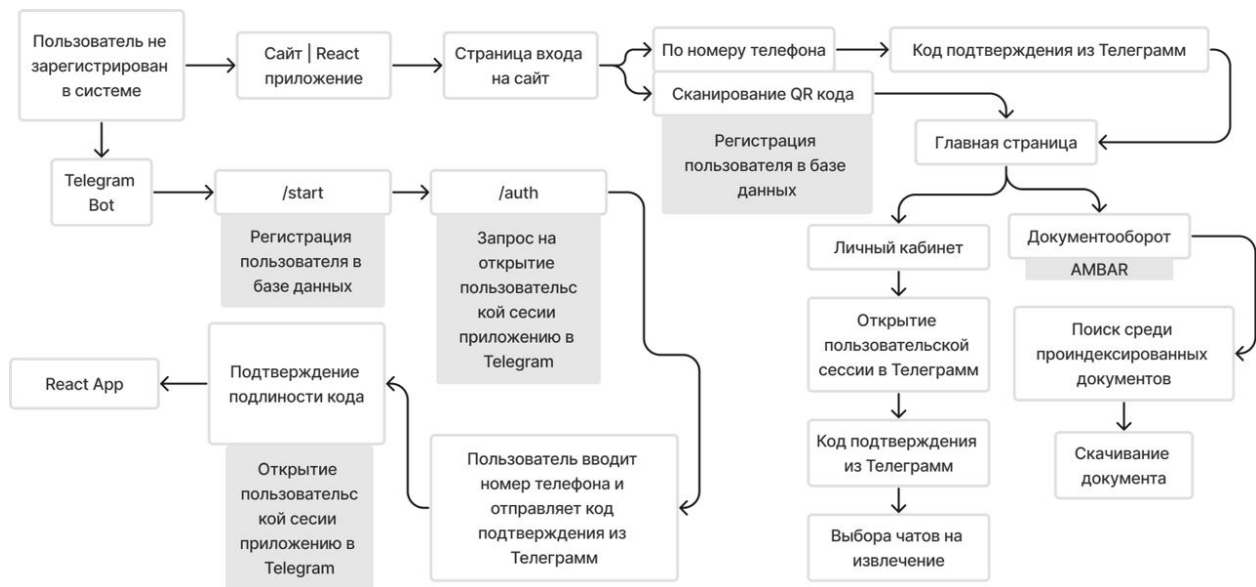 Пользователь не
зарегистрирован
в системе
Сайт | React
приложение
Страница входа
на сайт
По номеру телефона
Код подтверждения из Телеграмм
Сканирование QR кода
Регистрация
пользователя в базе
данных
Главная страница
Telegram
Bot
/start
Регистрация
пользователя в
базе данных
/auth
Запрос на
открытие
пользовательс
кой сесии
приложению в
Telegram
Личный кабинет
Документооборот
AMBAR
Открытие
пользовательской
сессии в Телеграмм
Поиск среди
проиндексированных
документов
React App
Подтверждение
подлиности кода
Открытие
пользовательс
кой сесии
приложению в
Telegram
Пользователь вводит
номер телефона и
отправляет код
подтверждения из
Телеграмм
Код подтверждения
из Телеграмм
Скачивание
документа
Выбора чатов на
извлечение